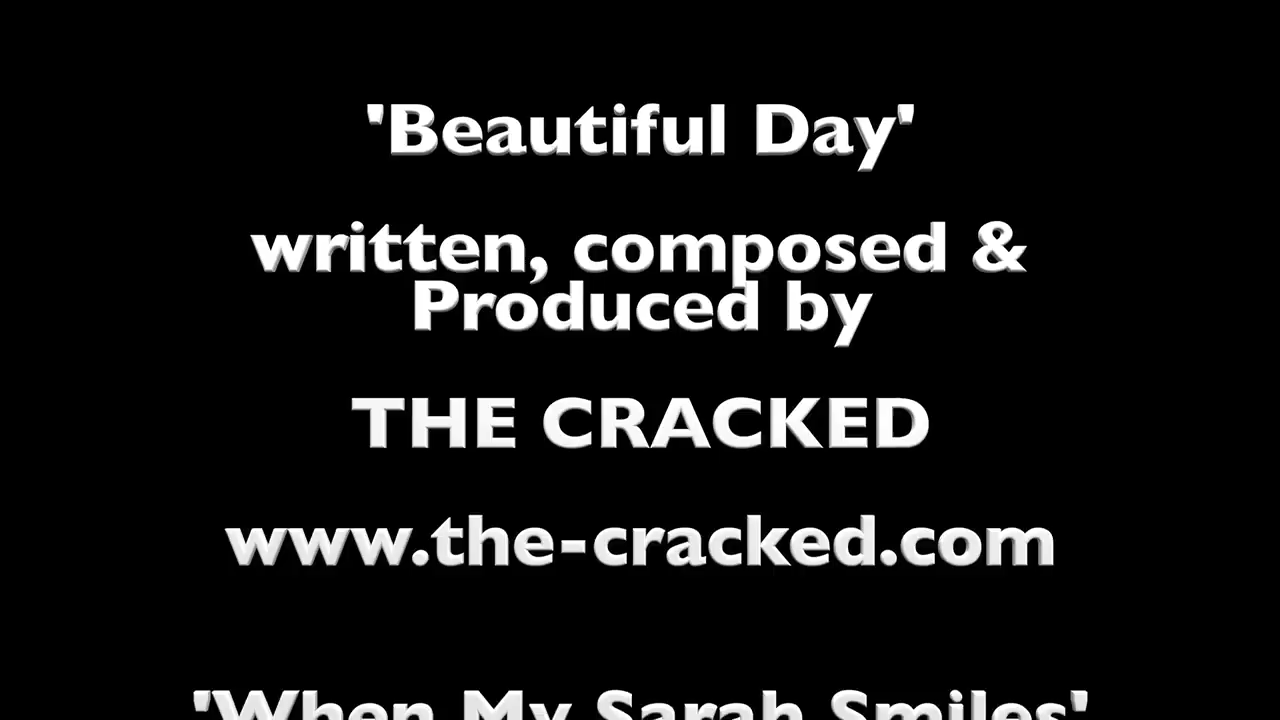 'Beautiful Day'
written, composed &
Produced by
THE CRACKED
www.the-cracked.com
'When My Sarah Smiles'